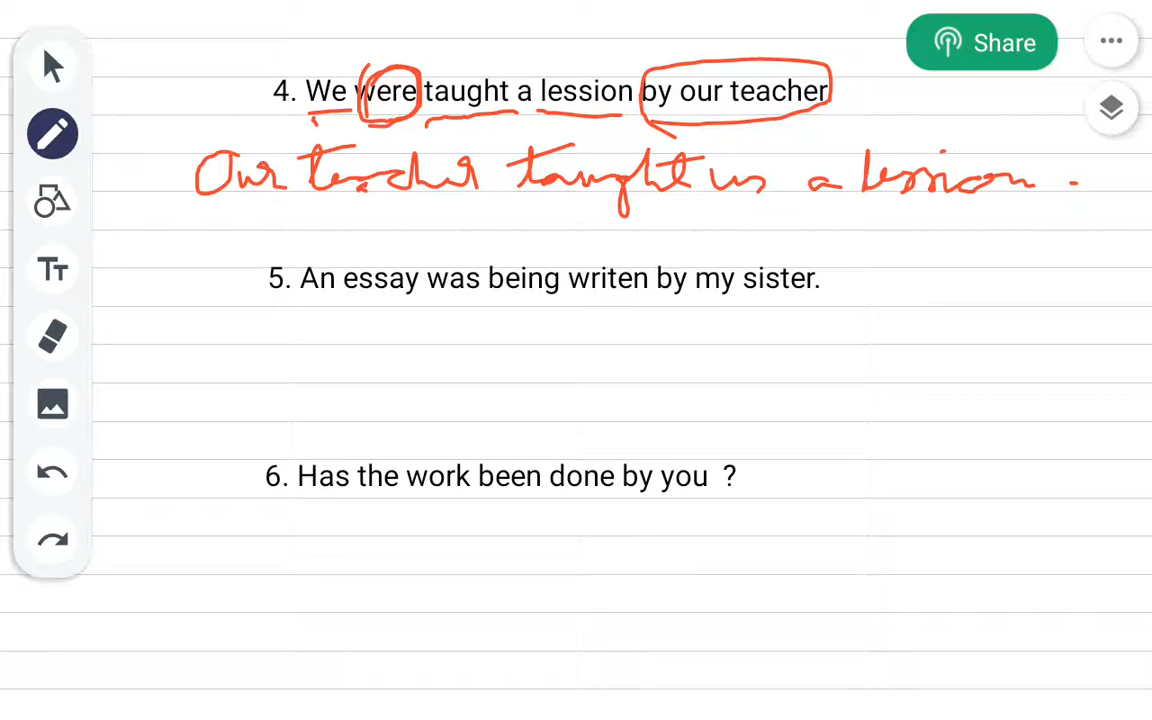 Share
4. We were taught a lession by our teacher
Our teacher taught us a lession .
5. An essay was being writen by my sister.
6. Has the work been done by you ?
TT